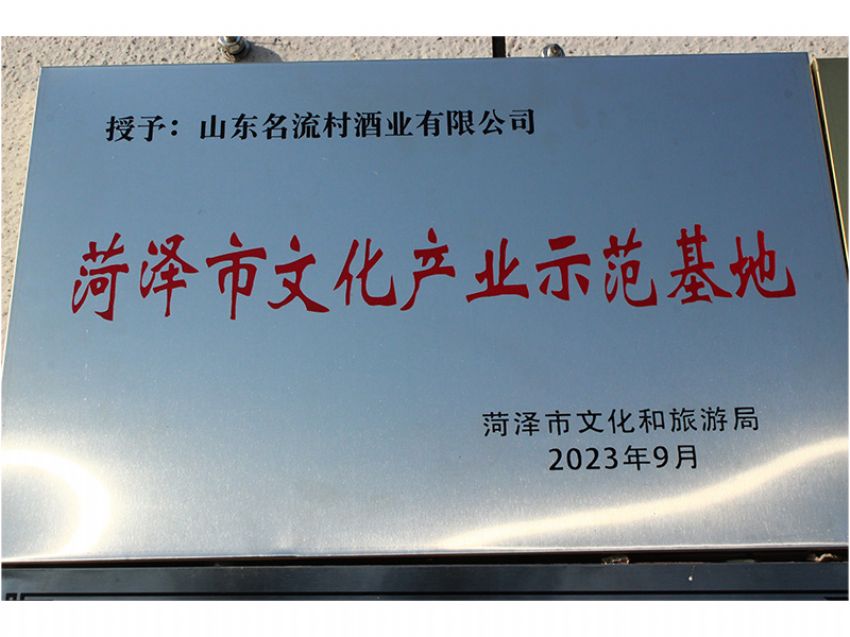 授予：山东名流村酒业有限公司
菏泽市文化产业示范基地
菏泽市文化和旅游局
2023年9月